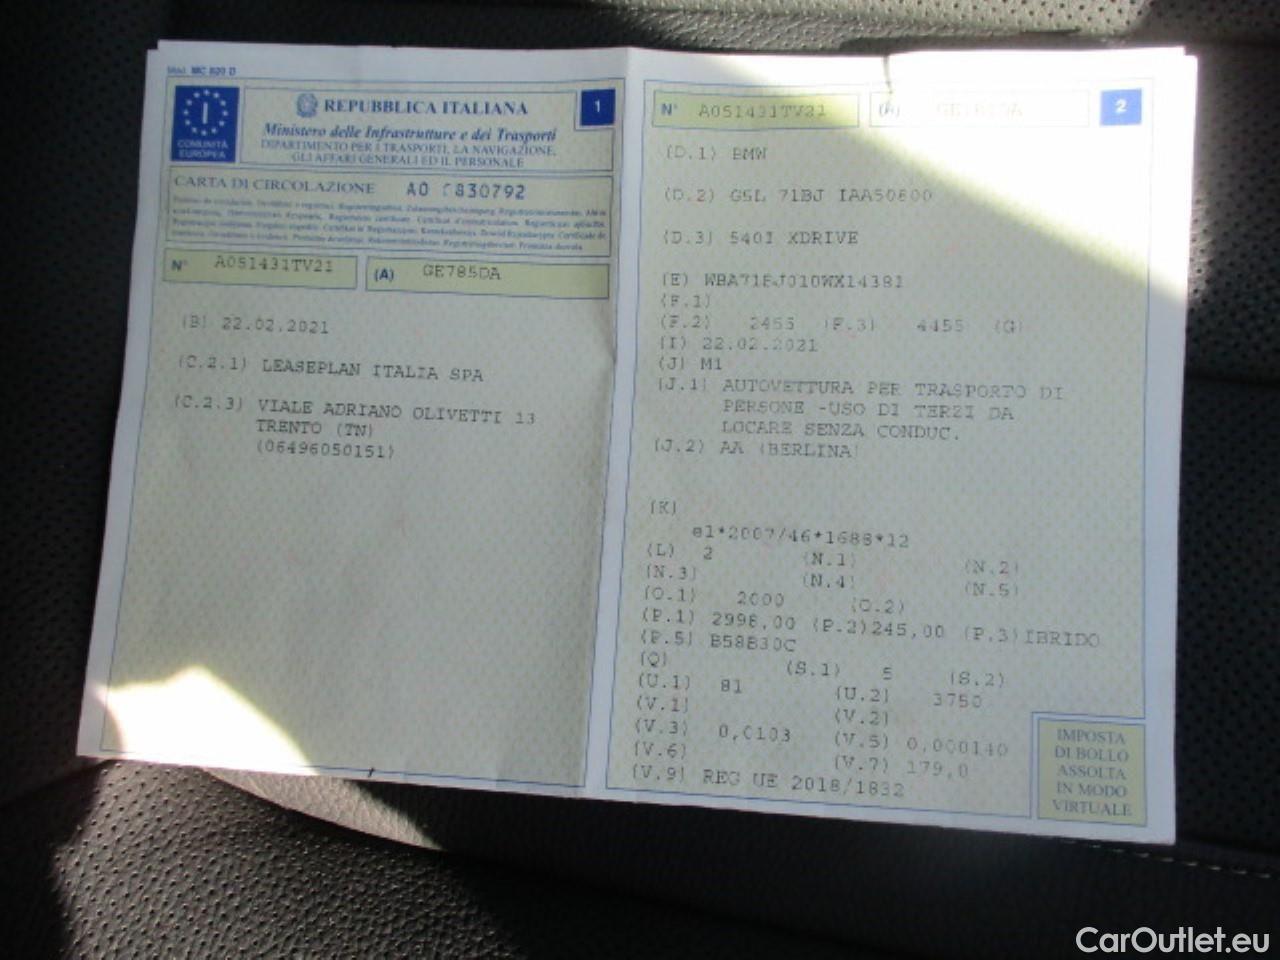 Mod. MC 820 D
I
COMUNITÀ
EUROPEA
REPUBBLICA ITALIANA
1
Ministero delle Infrastrutture e dei Trasporti
DIPARTIMENTO PER I TRASPORTI, LA NAVIGAZIONE,
GLI AFFARI GENERALI ED IL PERSONALE
CARTA DI CIRCOLAZIONE AO 830792
N° A051431TV21 (A) GE785DA
(B) 22.02.2021
(C.2.1) LEASEPLAN ITALIA SPA
(C.2.3) VIALE ADRIANO OLIVETTI 13
TRENTO (TN)
(06496050151)
N° A051431TV21 (A) 2
(D.1) BMW
(D.2) G5L 71BJ IAA50800
(D.3) 540I XDRIVE
(E) WBA71BJ010WX14381
(F.1)
(F.2) 2455 (F.3) 4455 (G)
(I) 22.02.2021
(J) M1
(J.1) AUTOVETTURA PER TRASPORTO DI
PERSONE -USO DI TERZI DA
LOCARE SENZA CONDUC.
(J.2) AA (BERLINA)
(K)
e1*2007/46*1688*12
(L) 2 (N.1) (N.2)
(N.3) (N.4) (N.5)
(O.1) 2000 (O.2)
(P.1) 2998,00 (P.2)245,00 (P.3)IBRIDO
(P.5) B58B30C
(Q) (S.1) 5 (S.2)
(U.1) 81 (U.2) 3750
(V.1) (V.2)
(V.3) 0,0103 (V.5) 0,000140
(V.6) (V.7) 179,0
(V.9) REG UE 2018/1832
IMPOSTA
DI BOLLO
ASSOLTA
IN MODO
VIRTUALE
CarOutlet.eu